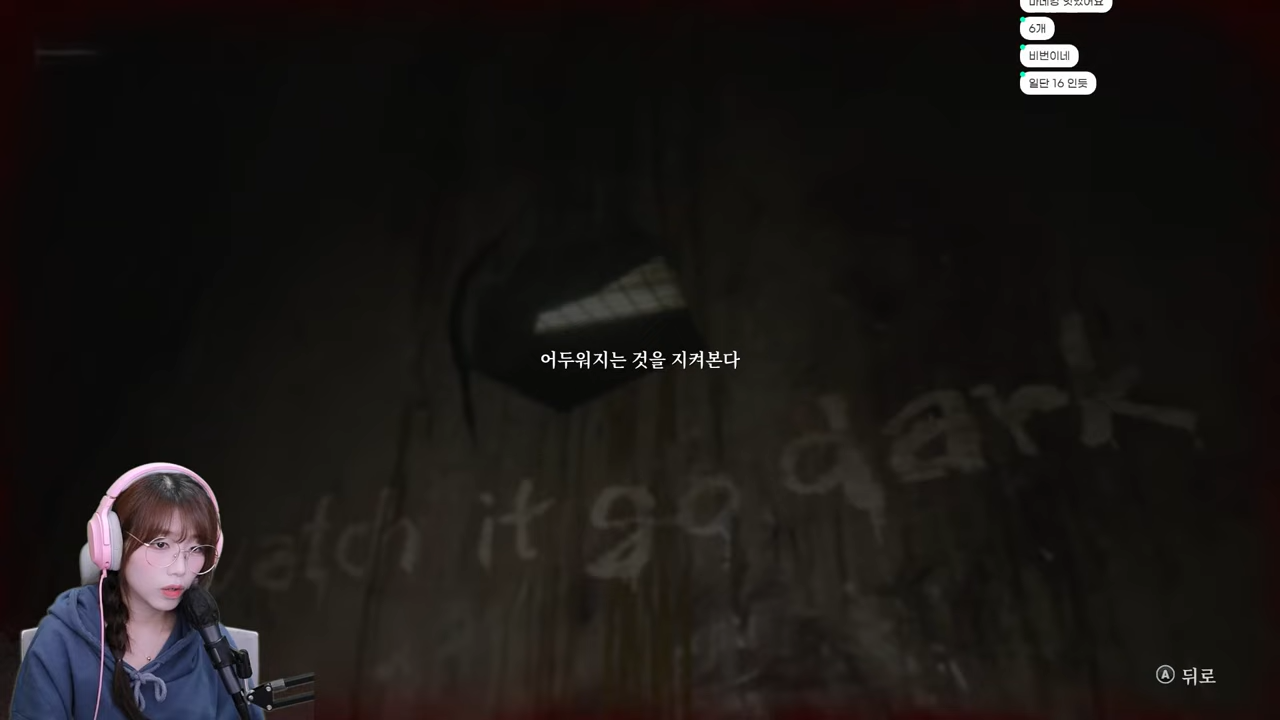 6개
비번이네
일단 16 인듯
어두워지는 것을 지켜본다
watch it go dark
A 뒤로